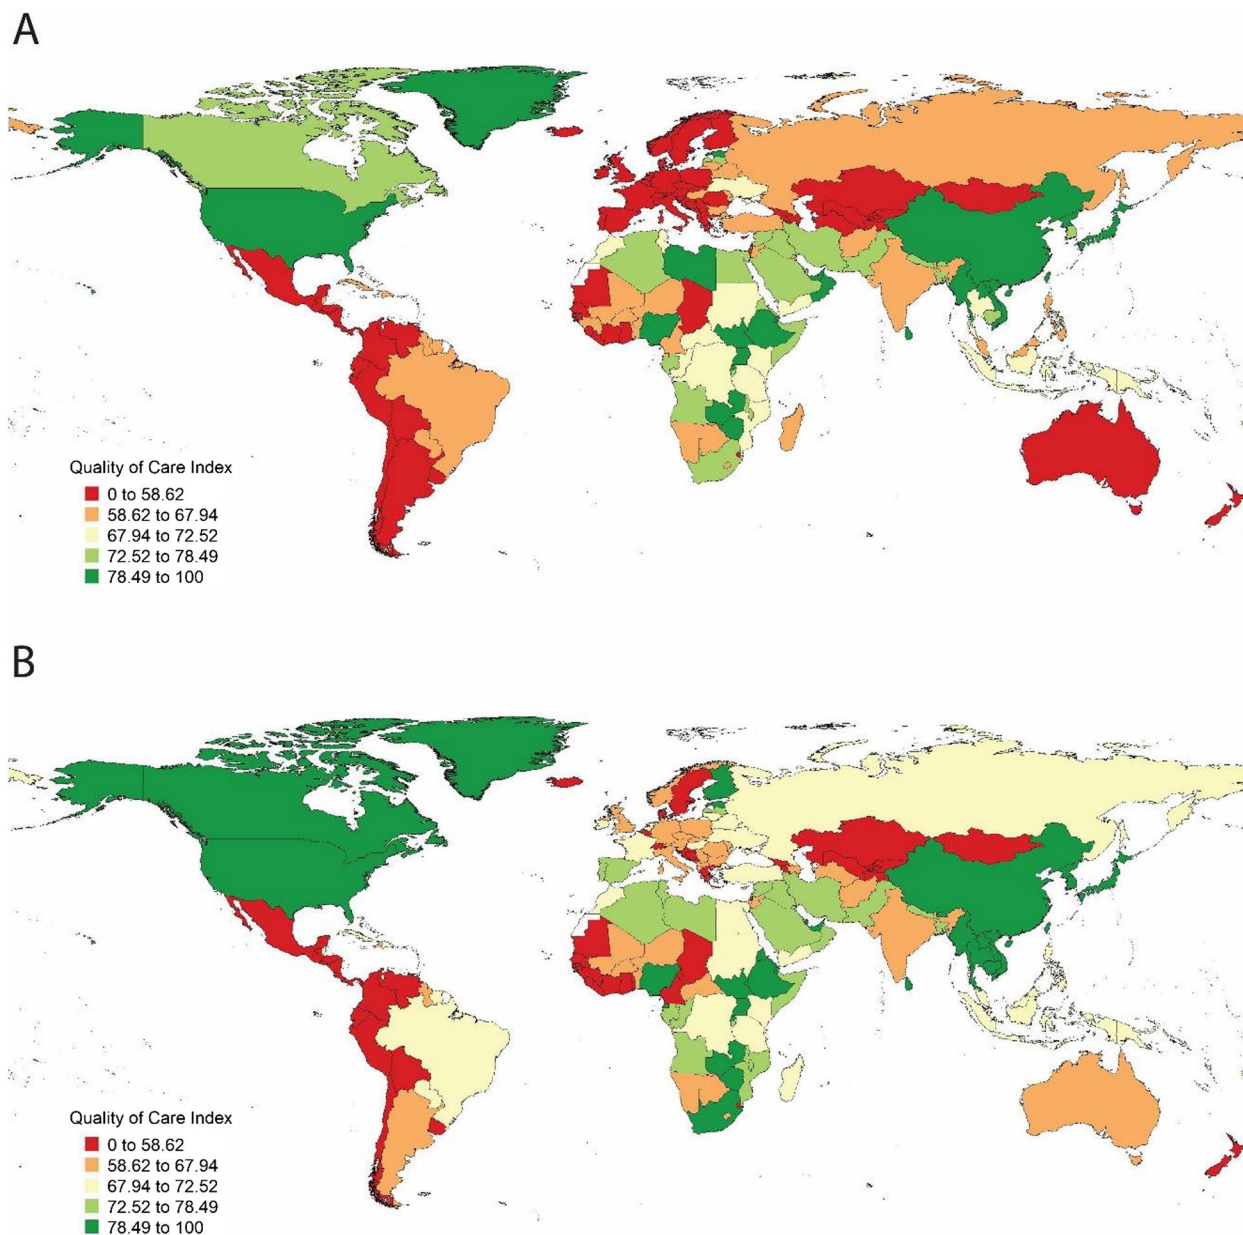 A
Quality of Care Index
0 to 58.62
58.62 to 67.94
67.94 to 72.52
72.52 to 78.49
78.49 to 100
B
Quality of Care Index
0 to 58.62
58.62 to 67.94
67.94 to 72.52
72.52 to 78.49
78.49 to 100